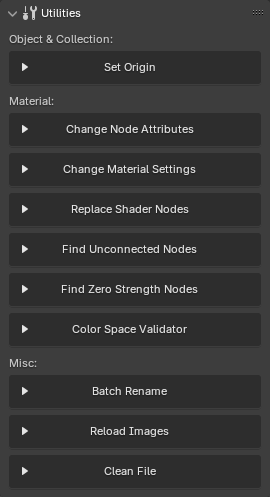 Utilities
Object & Collection:
Set Origin
Material:
Change Node Attributes
Change Material Settings
Replace Shader Nodes
Find Unconnected Nodes
Find Zero Strength Nodes
Color Space Validator
Misc:
Batch Rename
Reload Images
Clean File